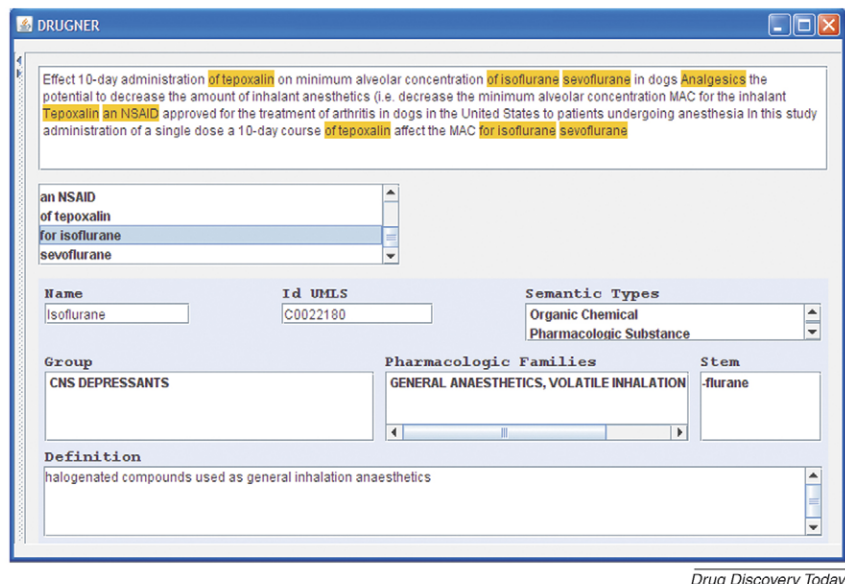 DRUGNER
Effect 10-day administration of tepoxalin on minimum alveolar concentration of isoflurane sevoflurane in dogs Analgesics the
potential to decrease the amount of inhalant anesthetics (i.e. decrease the minimum alveolar concentration MAC for the inhalant
Tepoxalin an NSAID approved for the treatment of arthritis in dogs in the United States to patients undergoing anesthesia In this study
administration of a single dose a 10-day course of tepoxalin affect the MAC for isoflurane sevoflurane
an NSAID
of tepoxalin
for isoflurane
sevoflurane
Name Id UMLS Semantic Types
Isoflurane C0022180 Organic Chemical
Pharmacologic Substance
Group Pharmacologic Families Stem
CNS DEPRESSANTS GENERAL ANAESTHETICS, VOLATILE INHALATION -flurane
Definition
halogenated compounds used as general inhalation anaesthetics
Drug Discovery Today